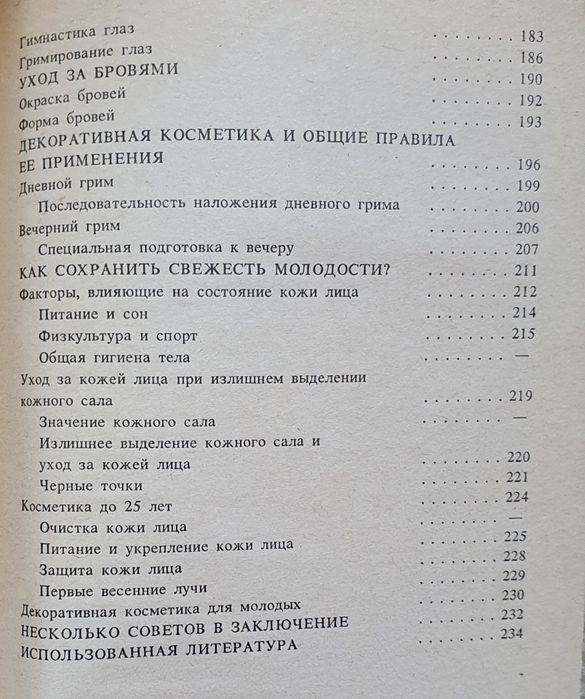 Гимнастика глаз . . . . . . . . 183
Гримирование глаз . . . . . . . . 186
УХОД ЗА БРОВЯМИ . . . . . . . . 190
Окраска бровей . . . . . . . . 192
Форма бровей . . . . . . . . 193
ДЕКОРАТИВНАЯ КОСМЕТИКА И ОБЩИЕ ПРАВИЛА
ЕЕ ПРИМЕНЕНИЯ . . . . . . . . 196
Дневной грим . . . . . . . . 199
Последовательность наложения дневного грима . . . . . . . . 200
Вечерний грим . . . . . . . . 206
Специальная подготовка к вечеру . . . . . . . . 207
КАК СОХРАНИТЬ СВЕЖЕСТЬ МОЛОДОСТИ? . . . . . . . . 211
Факторы, влияющие на состояние кожи лица . . . . . . . . 212
Питание и сон . . . . . . . . 214
Физкультура и спорт . . . . . . . . 215
Общая гигиена тела . . . . . . . . —
Уход за кожей лица при излишнем выделении
кожного сала . . . . . . . . 219
Значение кожного сала . . . . . . . . —
Излишнее выделение кожного сала и
уход за кожей лица . . . . . . . . 220
Черные точки . . . . . . . . 221
Косметика до 25 лет . . . . . . . . 224
Очистка кожи лица . . . . . . . . —
Питание и укрепление кожи лица . . . . . . . . 225
Защита кожи лица . . . . . . . . 228
Первые весенние лучи . . . . . . . . 229
Декоративная косметика для молодых . . . . . . . . 230
НЕСКОЛЬКО СОВЕТОВ В ЗАКЛЮЧЕНИЕ . . . . . . . . 232
ИСПОЛЬЗОВАННАЯ ЛИТЕРАТУРА . . . . . . . . 234